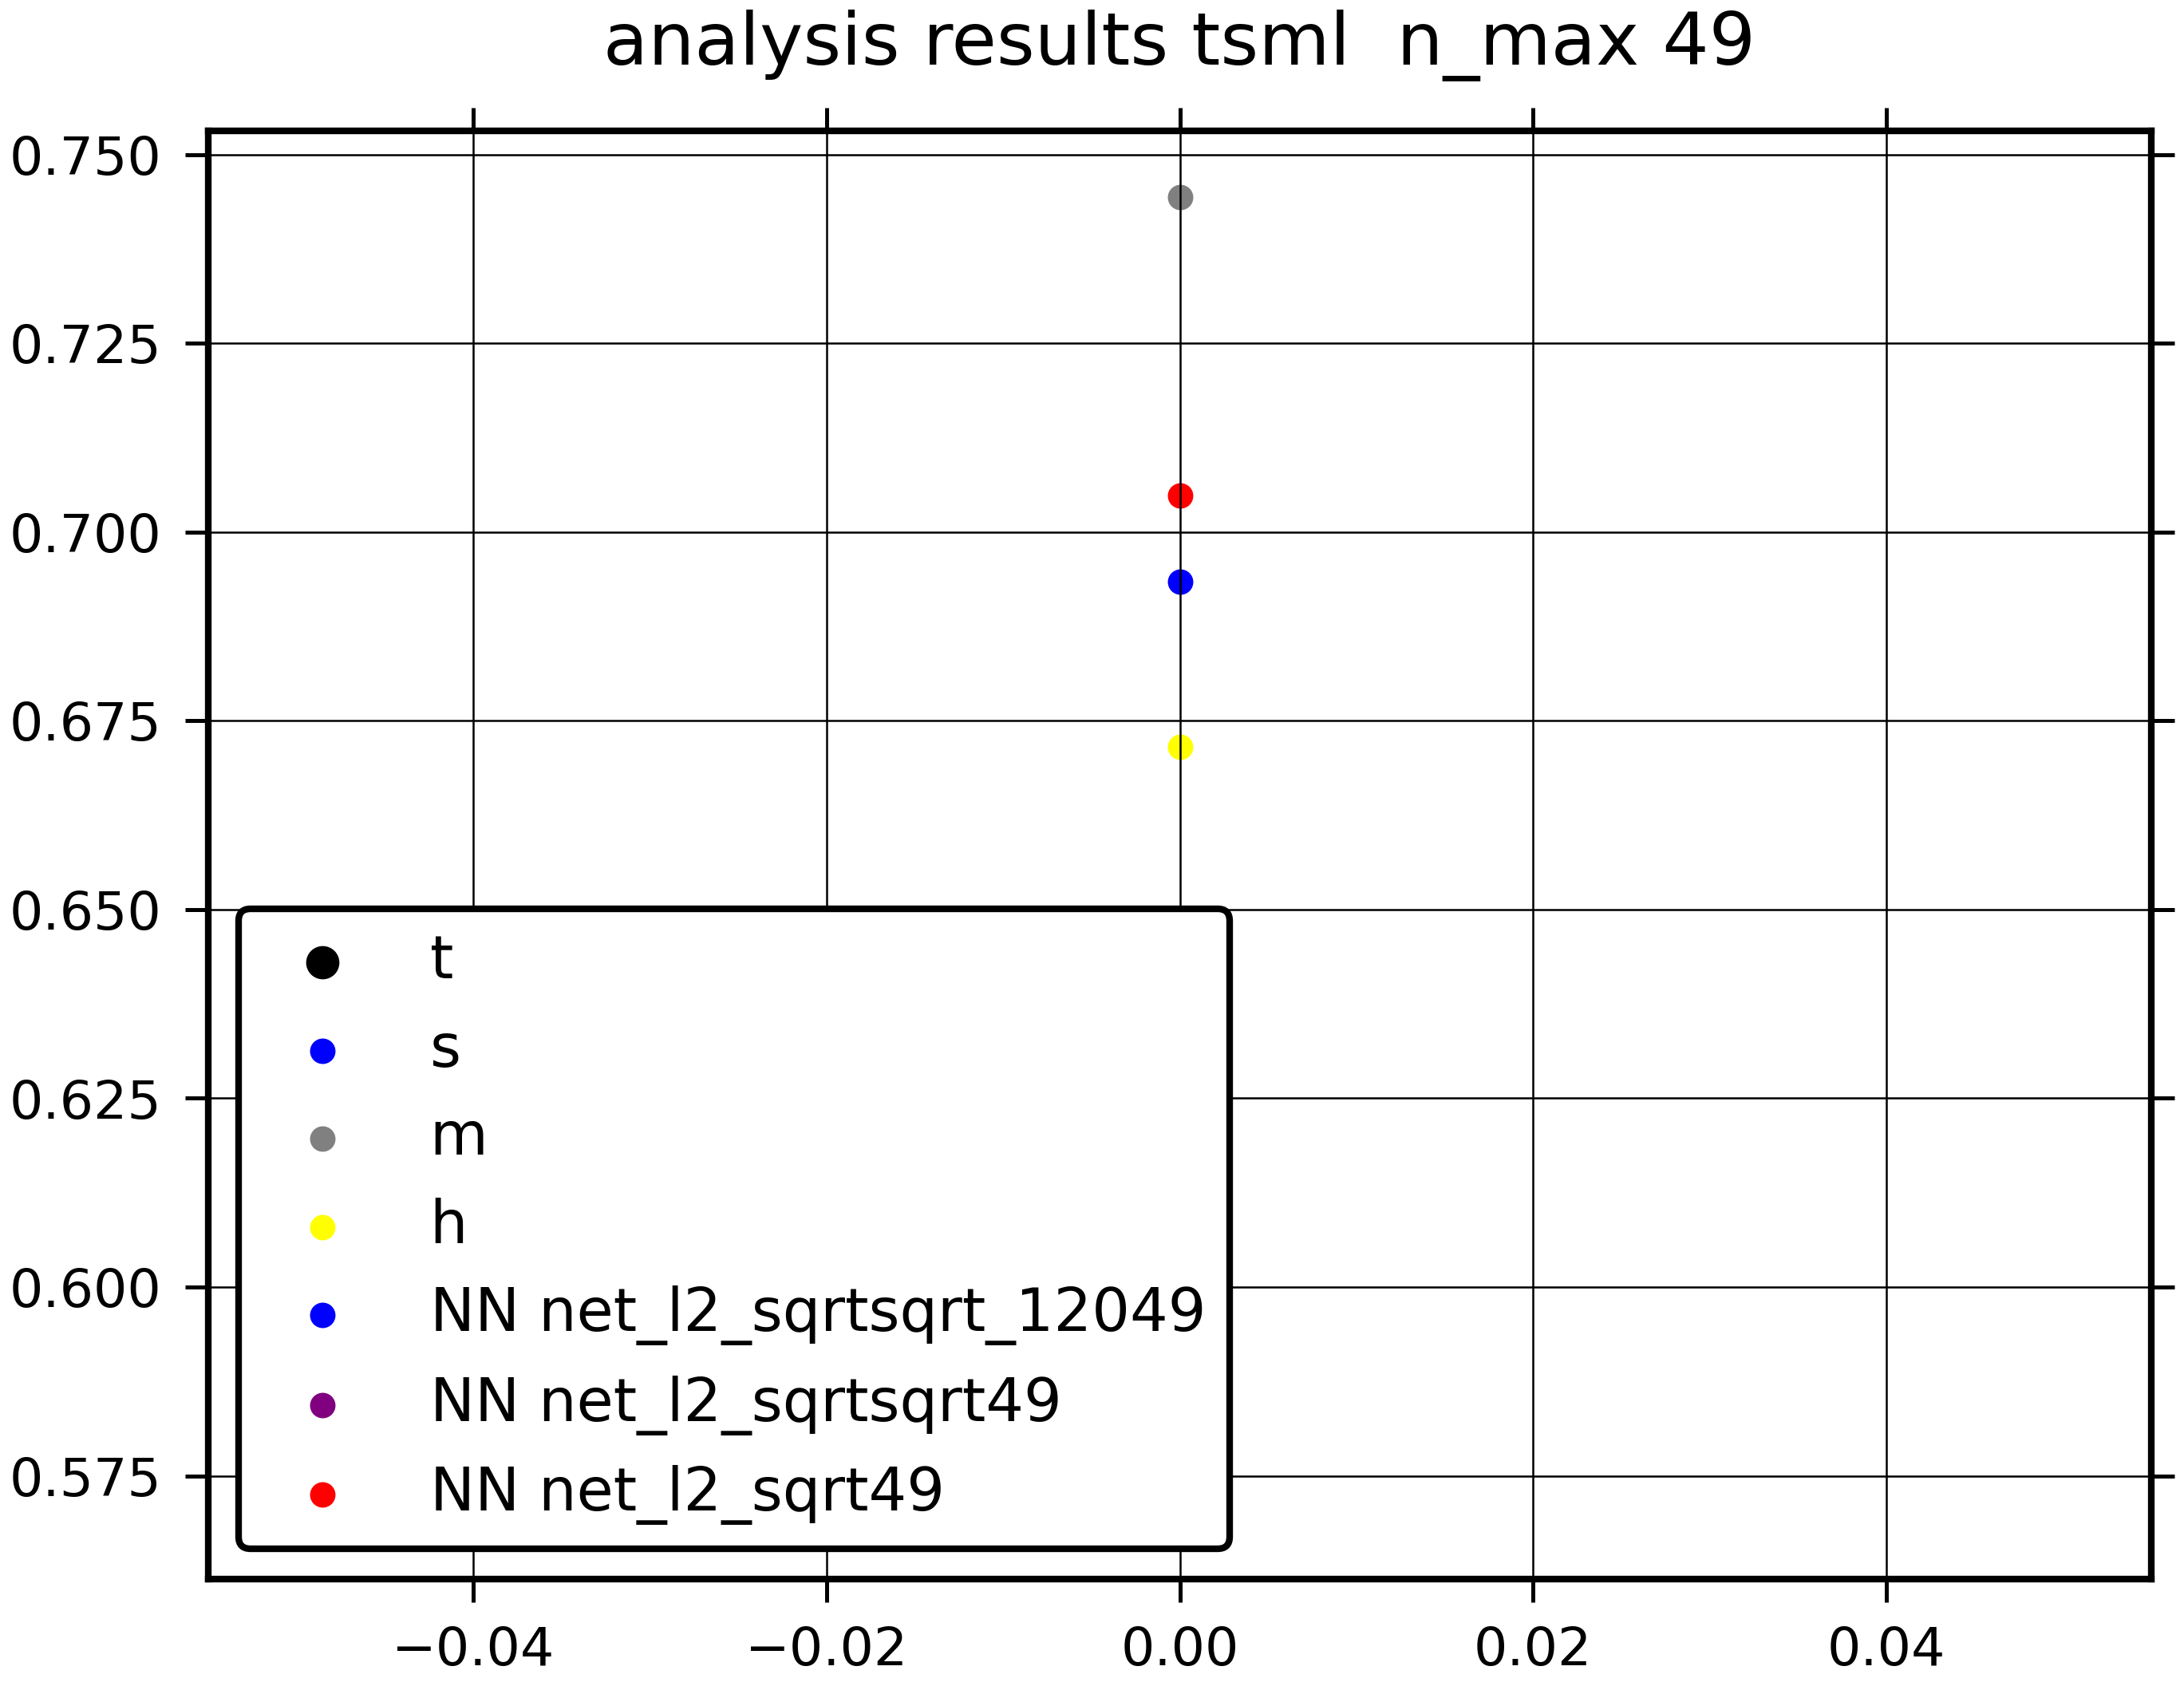 analysis results tsml  n_max 49
0.750
0.725
0.700
0.675
0.650
0.625
0.600
0.575
t
s
m
h
NN net_l2_sqrtsqrt_12049
NN net_l2_sqrtsqrt49
NN net_l2_sqrt49
−0.04 −0.02 0.00 0.02 0.04